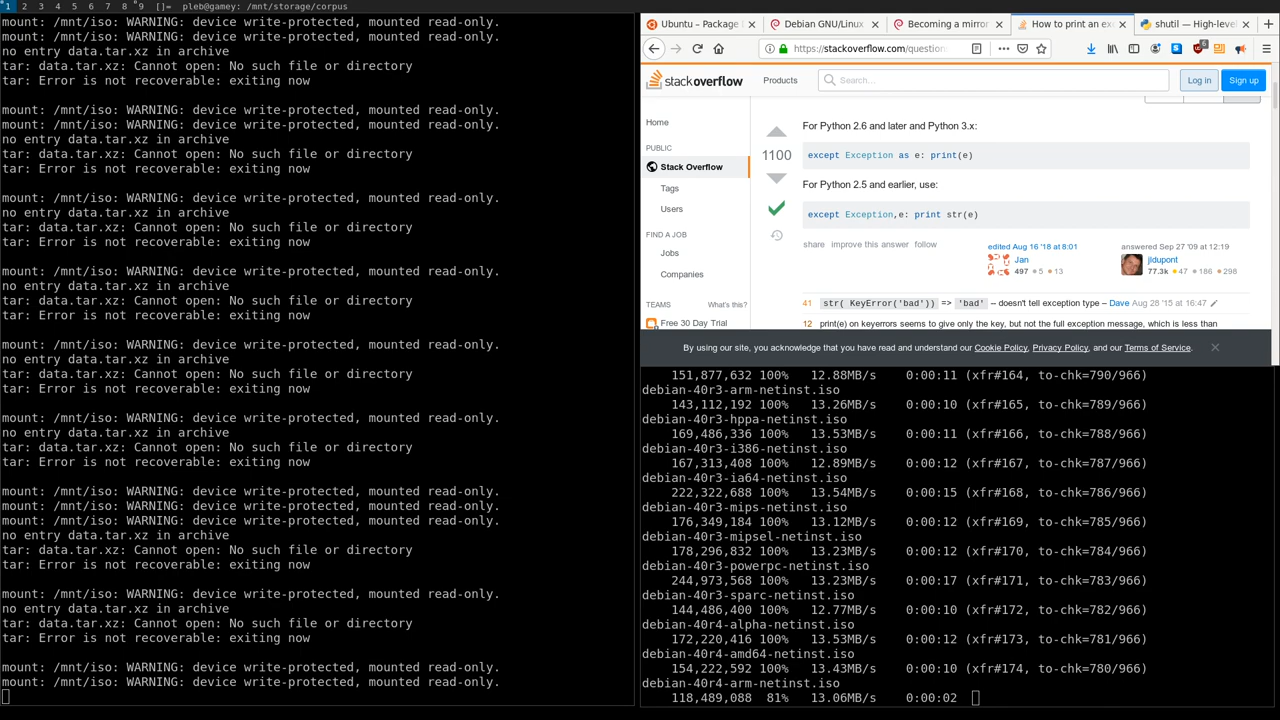 1 2 3 4 5 6 7 8 9 []= pleb@gamey: /mnt/storage/corpus
mount: /mnt/iso: WARNING: device write-protected, mounted read-only.
mount: /mnt/iso: WARNING: device write-protected, mounted read-only.
no entry data.tar.xz in archive
tar: data.tar.xz: Cannot open: No such file or directory
tar: Error is not recoverable: exiting now
mount: /mnt/iso: WARNING: device write-protected, mounted read-only.
mount: /mnt/iso: WARNING: device write-protected, mounted read-only.
no entry data.tar.xz in archive
tar: data.tar.xz: Cannot open: No such file or directory
tar: Error is not recoverable: exiting now
mount: /mnt/iso: WARNING: device write-protected, mounted read-only.
no entry data.tar.xz in archive
tar: data.tar.xz: Cannot open: No such file or directory
tar: Error is not recoverable: exiting now
mount: /mnt/iso: WARNING: device write-protected, mounted read-only.
no entry data.tar.xz in archive
tar: data.tar.xz: Cannot open: No such file or directory
tar: Error is not recoverable: exiting now
mount: /mnt/iso: WARNING: device write-protected, mounted read-only.
no entry data.tar.xz in archive
tar: data.tar.xz: Cannot open: No such file or directory
tar: Error is not recoverable: exiting now
mount: /mnt/iso: WARNING: device write-protected, mounted read-only.
no entry data.tar.xz in archive
tar: data.tar.xz: Cannot open: No such file or directory
tar: Error is not recoverable: exiting now
mount: /mnt/iso: WARNING: device write-protected, mounted read-only.
mount: /mnt/iso: WARNING: device write-protected, mounted read-only.
mount: /mnt/iso: WARNING: device write-protected, mounted read-only.
no entry data.tar.xz in archive
tar: data.tar.xz: Cannot open: No such file or directory
tar: Error is not recoverable: exiting now
mount: /mnt/iso: WARNING: device write-protected, mounted read-only.
no entry data.tar.xz in archive
tar: data.tar.xz: Cannot open: No such file or directory
tar: Error is not recoverable: exiting now
mount: /mnt/iso: WARNING: device write-protected, mounted read-only.
mount: /mnt/iso: WARNING: device write-protected, mounted read-only.
Ubuntu – Package
Debian GNU/Linux
Becoming a mirror
How to print an exc
shutil — High-level
https://stackoverflow.com/question
6
stackoverflow
Products
Search...
Log in
Sign up
Home
PUBLIC
Stack Overflow
Tags
Users
FIND A JOB
Jobs
Companies
TEAMS What's this?
Free 30 Day Trial
For Python 2.6 and later and Python 3.x:
1100
except Exception as e: print(e)
For Python 2.5 and earlier, use:
except Exception,e: print str(e)
share improve this answer follow
edited Aug 16 '18 at 8:01
Jan
497 5 13
answered Sep 27 '09 at 12:19
jldupont
77.3k 47 186 298
41 str( KeyError('bad')) => 'bad' -- doesn't tell exception type – Dave Aug 28 '15 at 16:47
12 print(e) on keyerrors seems to give only the key, but not the full exception message, which is less than
By using our site, you acknowledge that you have read and understand our Cookie Policy, Privacy Policy, and our Terms of Service.
151,877,632 100% 12.88MB/s 0:00:11 (xfr#164, to-chk=790/966)
debian-40r3-arm-netinst.iso
143,112,192 100% 13.26MB/s 0:00:10 (xfr#165, to-chk=789/966)
debian-40r3-hppa-netinst.iso
169,486,336 100% 13.53MB/s 0:00:11 (xfr#166, to-chk=788/966)
debian-40r3-i386-netinst.iso
167,313,408 100% 12.89MB/s 0:00:12 (xfr#167, to-chk=787/966)
debian-40r3-ia64-netinst.iso
222,322,688 100% 13.54MB/s 0:00:15 (xfr#168, to-chk=786/966)
debian-40r3-mips-netinst.iso
176,349,184 100% 13.12MB/s 0:00:12 (xfr#169, to-chk=785/966)
debian-40r3-mipsel-netinst.iso
178,296,832 100% 13.23MB/s 0:00:12 (xfr#170, to-chk=784/966)
debian-40r3-powerpc-netinst.iso
244,973,568 100% 13.23MB/s 0:00:17 (xfr#171, to-chk=783/966)
debian-40r3-sparc-netinst.iso
144,486,400 100% 12.77MB/s 0:00:10 (xfr#172, to-chk=782/966)
debian-40r4-alpha-netinst.iso
172,220,416 100% 13.53MB/s 0:00:12 (xfr#173, to-chk=781/966)
debian-40r4-amd64-netinst.iso
154,222,592 100% 13.43MB/s 0:00:10 (xfr#174, to-chk=780/966)
debian-40r4-arm-netinst.iso
118,489,088 81% 13.06MB/s 0:00:02